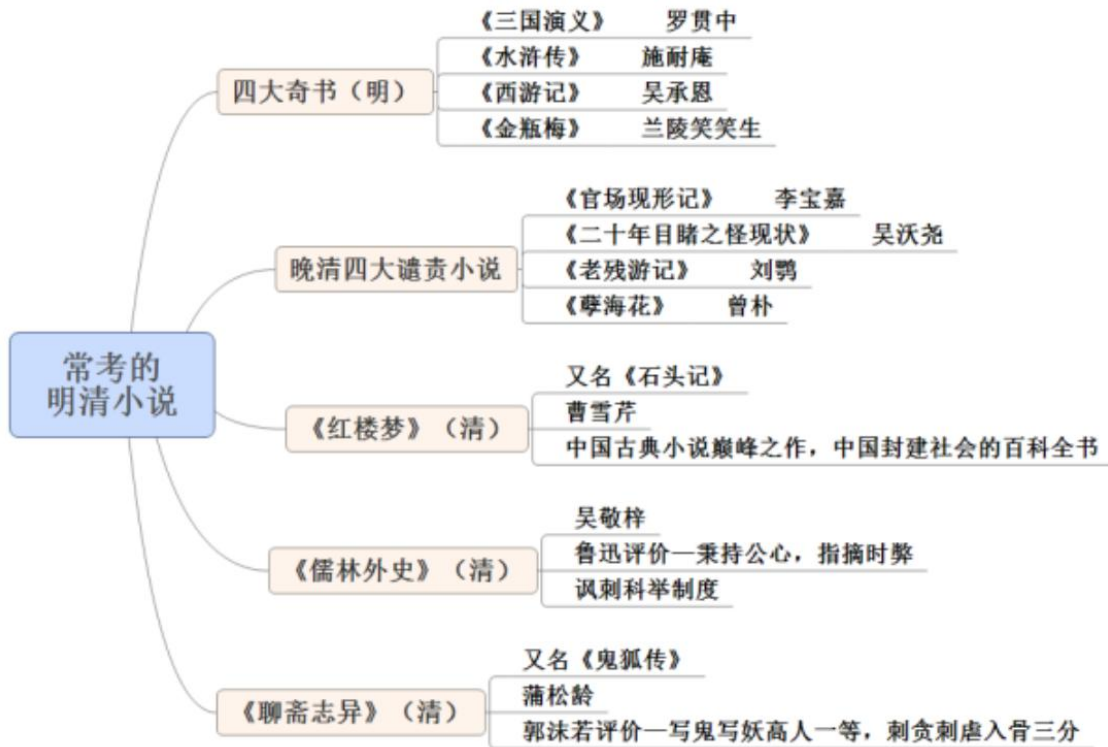 常考的
明清小说
四大奇书（明）
《三国演义》 罗贯中
《水浒传》 施耐庵
《西游记》 吴承恩
《金瓶梅》 兰陵笑笑生
晚清四大谴责小说
《官场现形记》 李宝嘉
《二十年目睹之怪现状》 吴沃尧
《老残游记》 刘鹗
《孽海花》 曾朴
《红楼梦》（清）
又名《石头记》
曹雪芹
中国古典小说巅峰之作，中国封建社会的百科全书
《儒林外史》（清）
吴敬梓
鲁迅评价—秉持公心，指摘时弊
讽刺科举制度
《聊斋志异》（清）
又名《鬼狐传》
蒲松龄
郭沫若评价—写鬼写妖高人一等，刺贪刺虐入骨三分